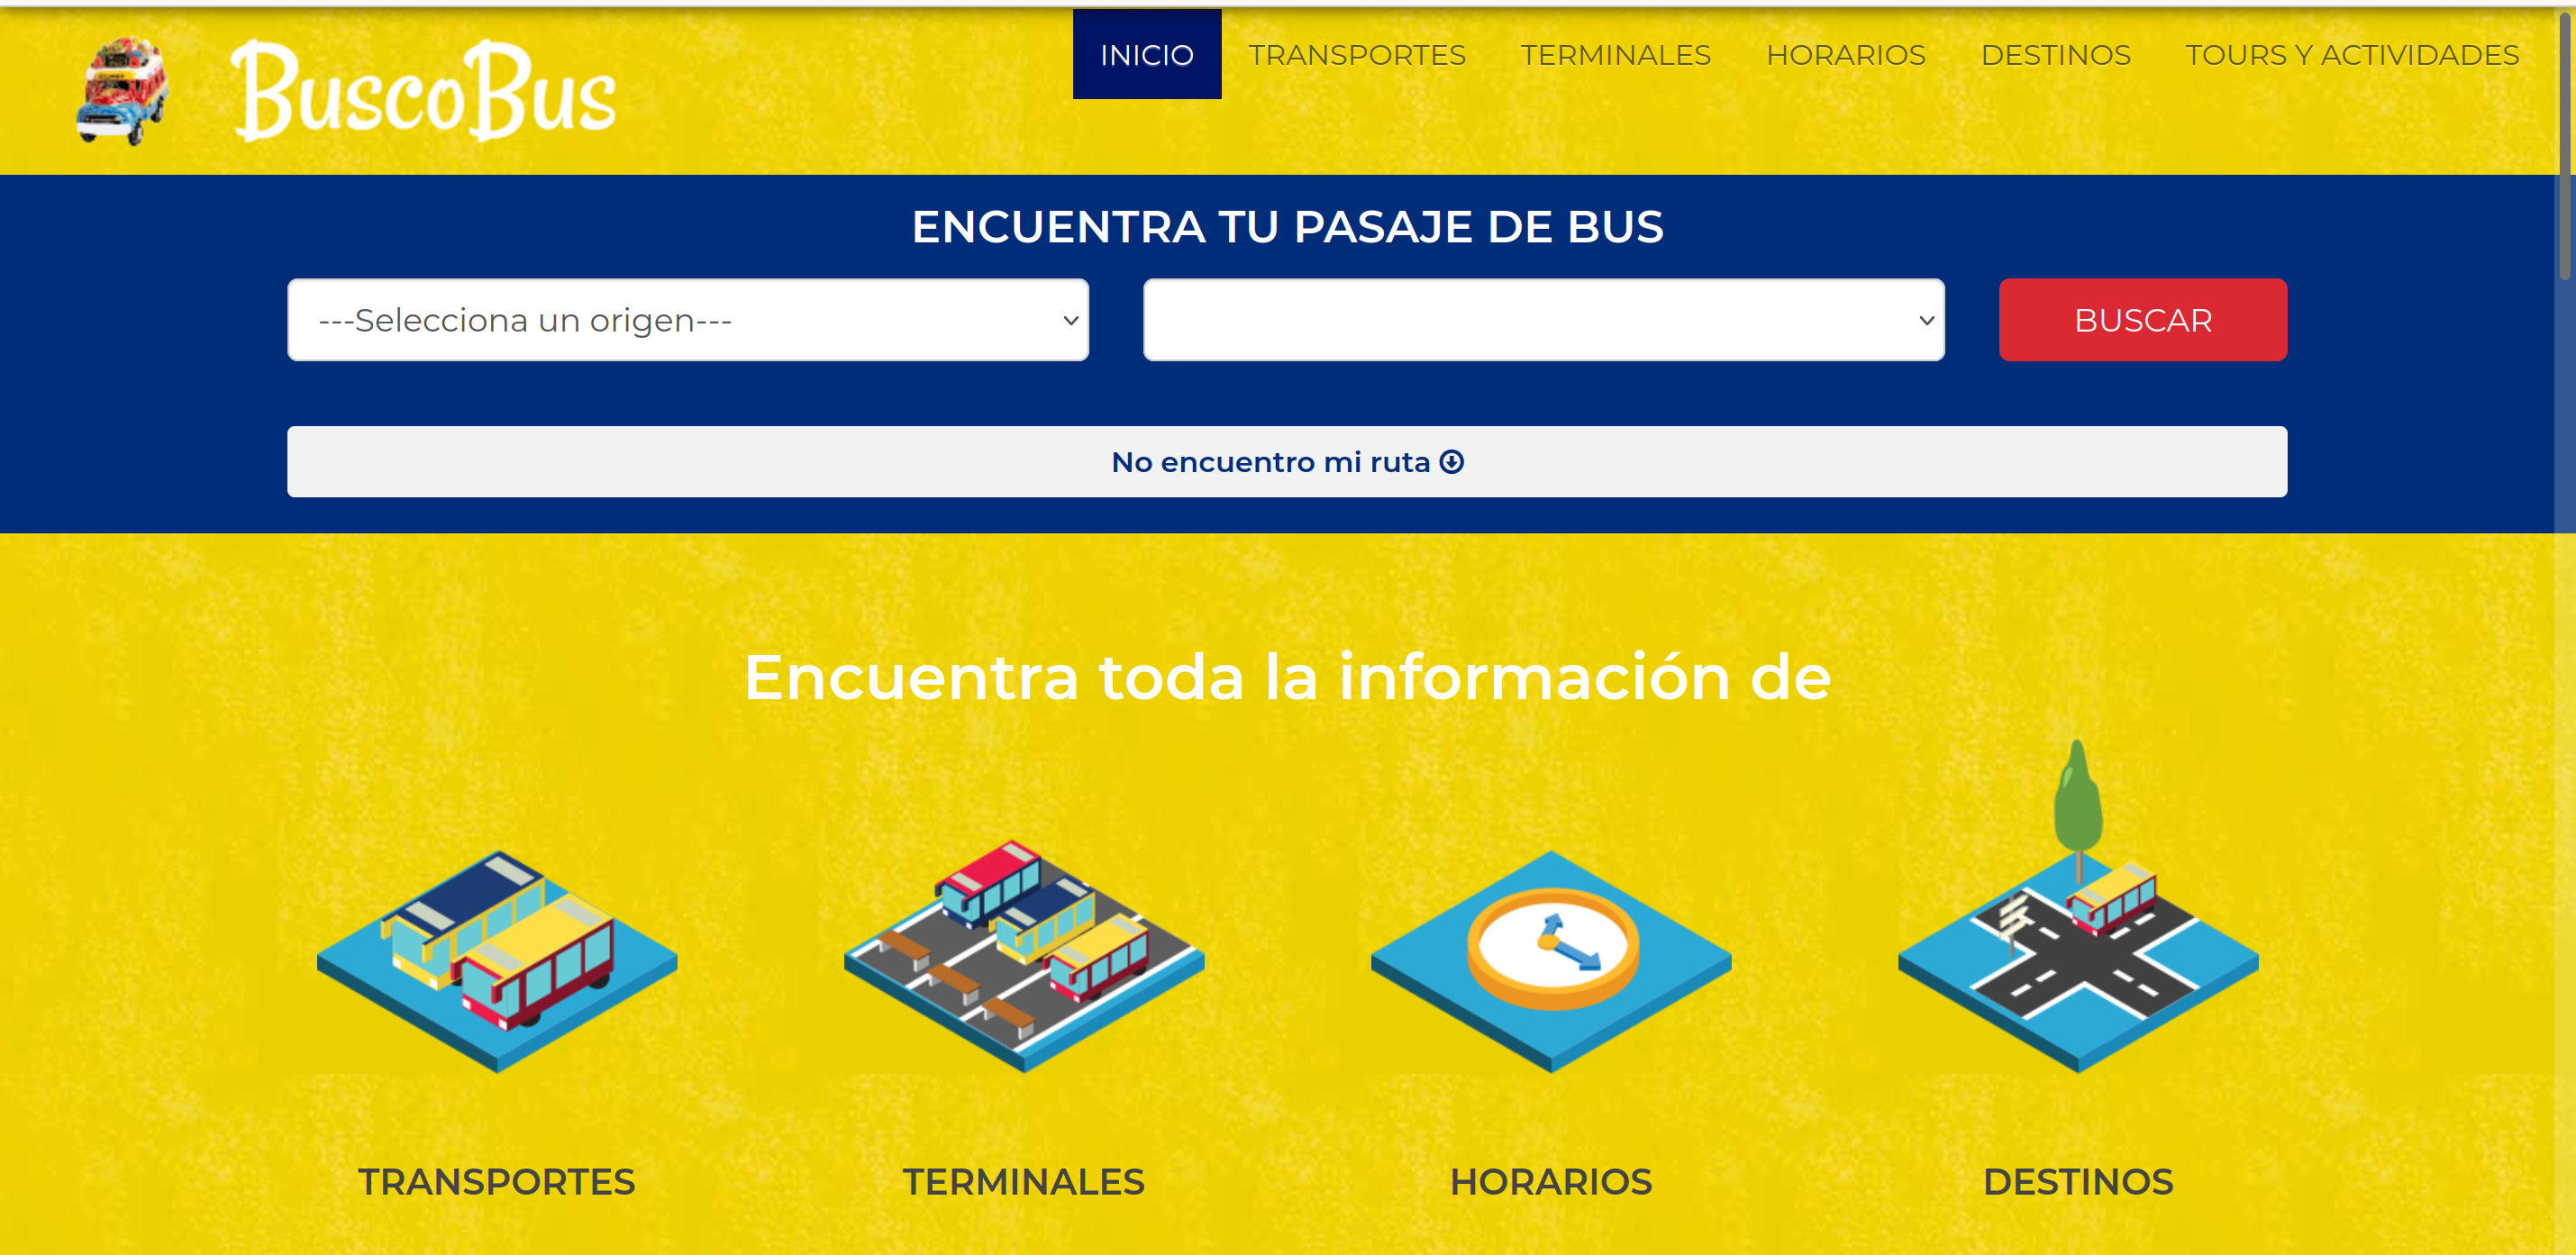 BuscoBus
INICIO TRANSPORTES TERMINALES HORARIOS DESTINOS TOURS Y ACTIVIDADES
ENCUENTRA TU PASAJE DE BUS
---Selecciona un origen---
BUSCAR
No encuentro mi ruta
Encuentra toda la información de
TRANSPORTES
TERMINALES
HORARIOS
DESTINOS